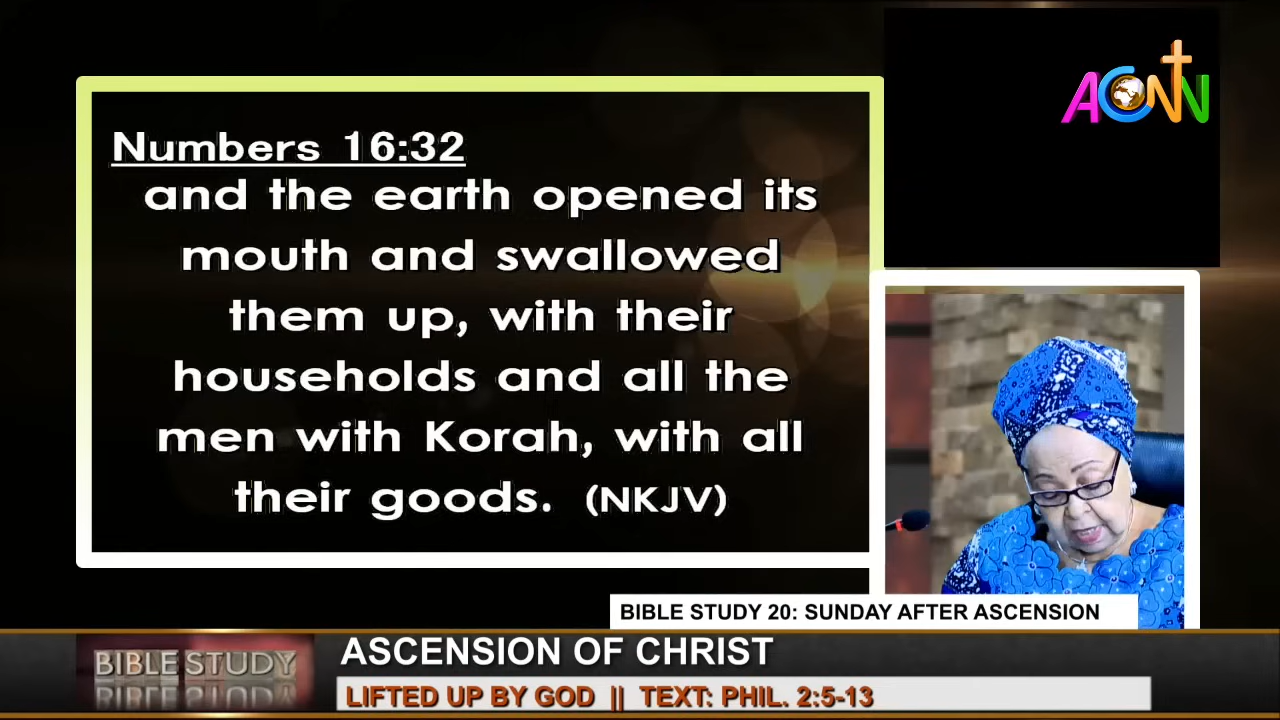 ACNN
Numbers 16:32
and the earth opened its
mouth and swallowed
them up, with their
households and all the
men with Korah, with all
their goods. (NKJV)
BIBLE STUDY 20: SUNDAY AFTER ASCENSION
BIBLE STUDY
ASCENSION OF CHRIST
LIFTED UP BY GOD || TEXT: PHIL. 2:5-13